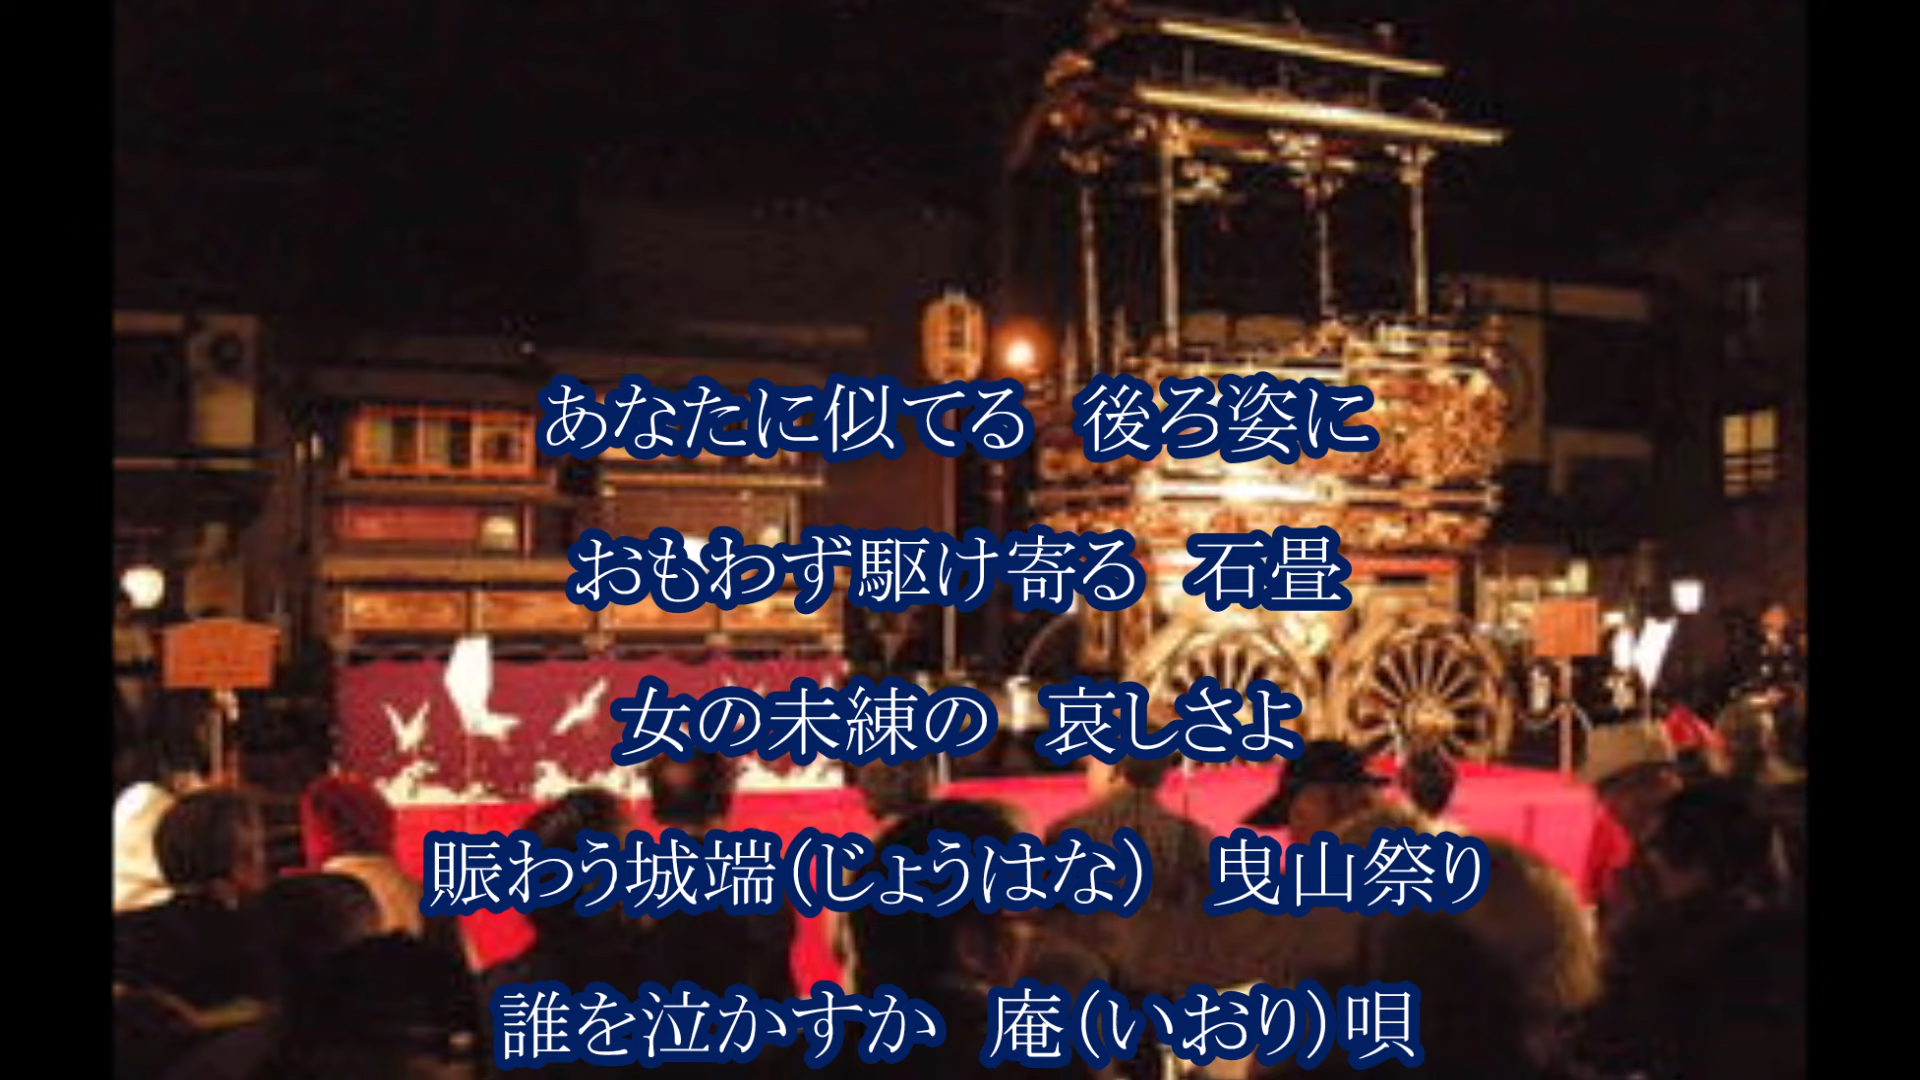 あなたに似てる　後ろ姿に
おもわず駆け寄る　石畳
女の未練の　哀しさよ
賑わう城端（じょうはな）　曳山祭り
誰を泣かすか　庵（いおり）唄